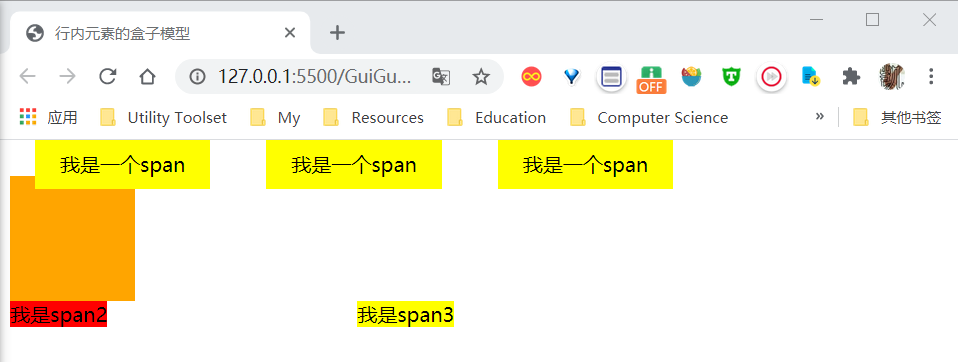 行内元素的盒子模型
127.0.0.1:5500/GuiGu...
OFF
应用 Utility Toolset My Resources Education Computer Science » 其他书签
我是一个span 我是一个span 我是一个span
我是span2 我是span3